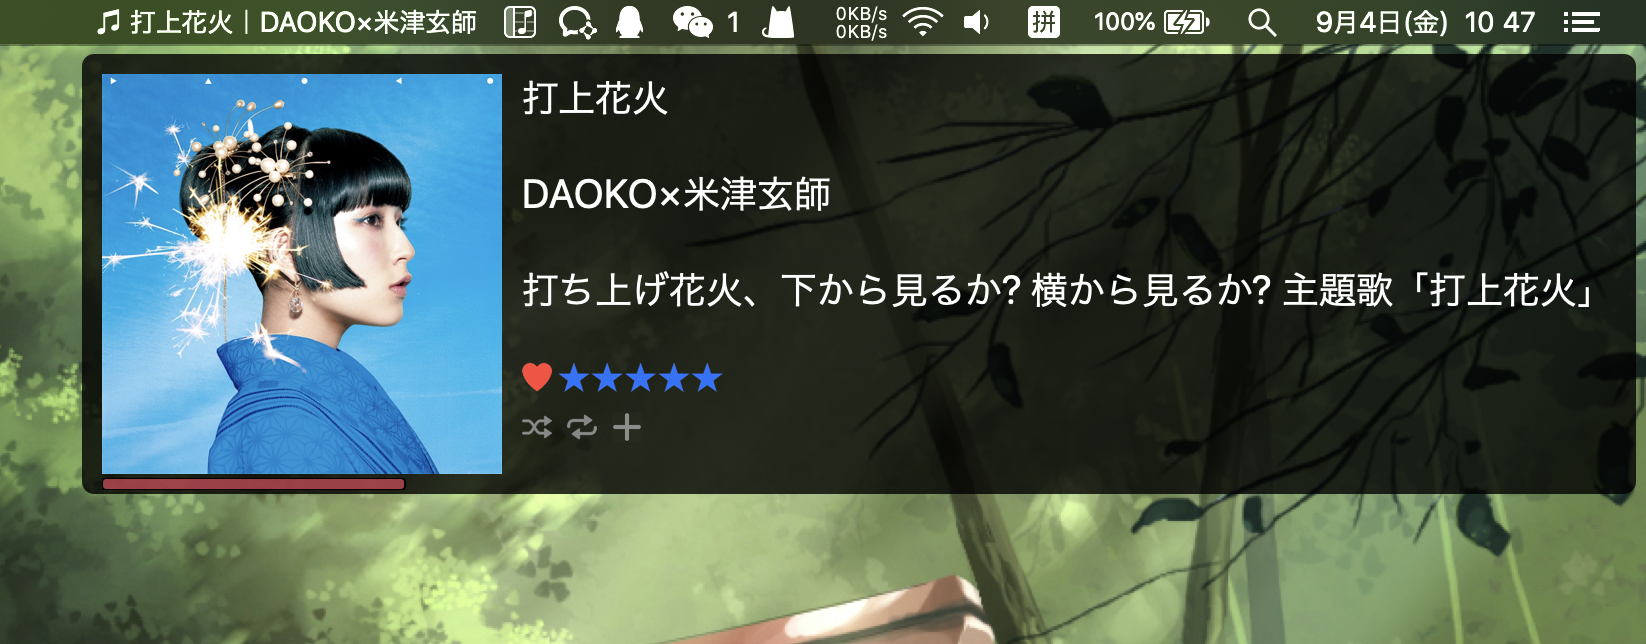 打上花火｜DAOKO×米津玄師 1 0KB/s 拼 100% 9月4日(金) 10 47
0KB/s
打上花火
DAOKO×米津玄師
打ち上げ花火、下から見るか? 横から見るか? 主題歌「打上花火」